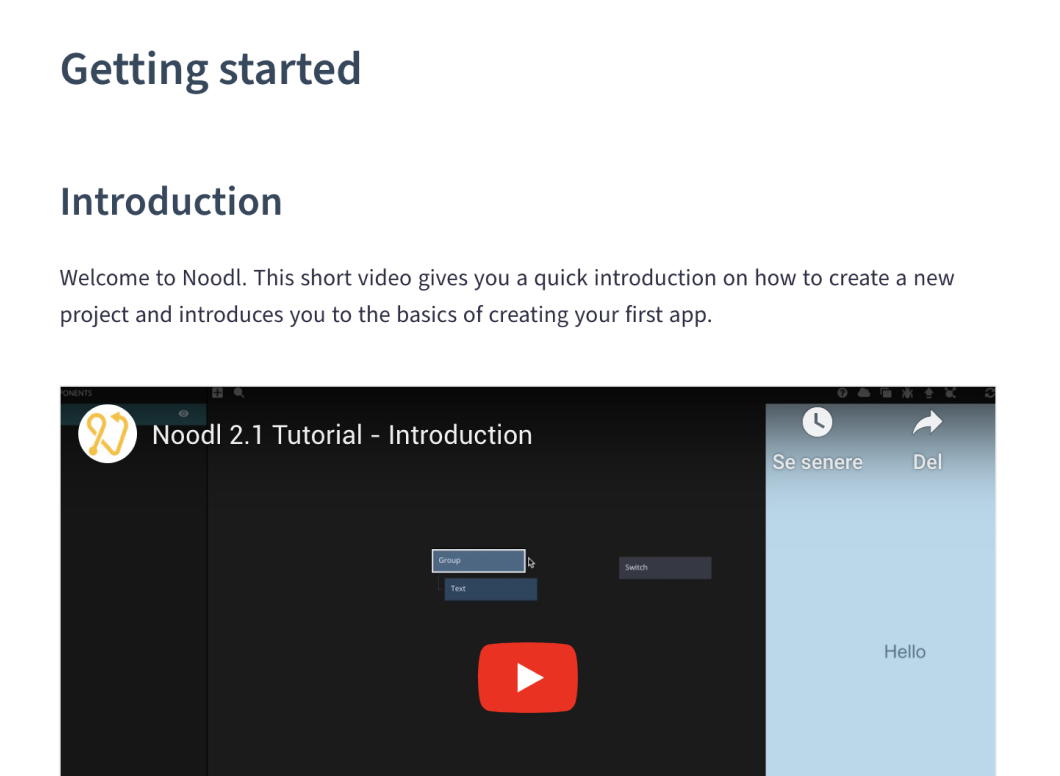 Getting started
Introduction
Welcome to Noodl. This short video gives you a quick introduction on how to create a new
project and introduces you to the basics of creating your first app.
PONENTS
Noodl 2.1 Tutorial - Introduction
Se senere
Del
Group
Switch
Text
Hello